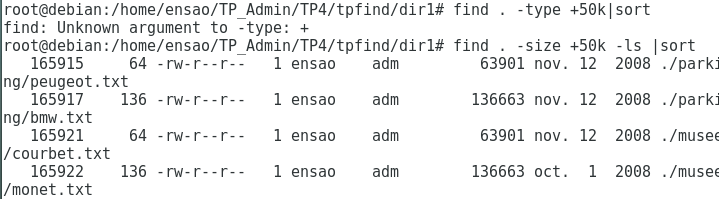 root@debian:/home/ensao/TP_Admin/TP4/tpfind/dir1# find . -type +50k|sort
find: Unknown argument to -type: +
root@debian:/home/ensao/TP_Admin/TP4/tpfind/dir1# find . -size +50k -ls |sort
   165915     64 -rw-r--r--   1 ensao    adm         63901 nov. 12  2008 ./parki
ng/peugeot.txt
   165917    136 -rw-r--r--   1 ensao    adm        136663 nov. 12  2008 ./parki
ng/bmw.txt
   165921     64 -rw-r--r--   1 ensao    adm         63901 nov. 12  2008 ./musee
/courbet.txt
   165922    136 -rw-r--r--   1 ensao    adm        136663 oct.  1  2008 ./musee
/monet.txt